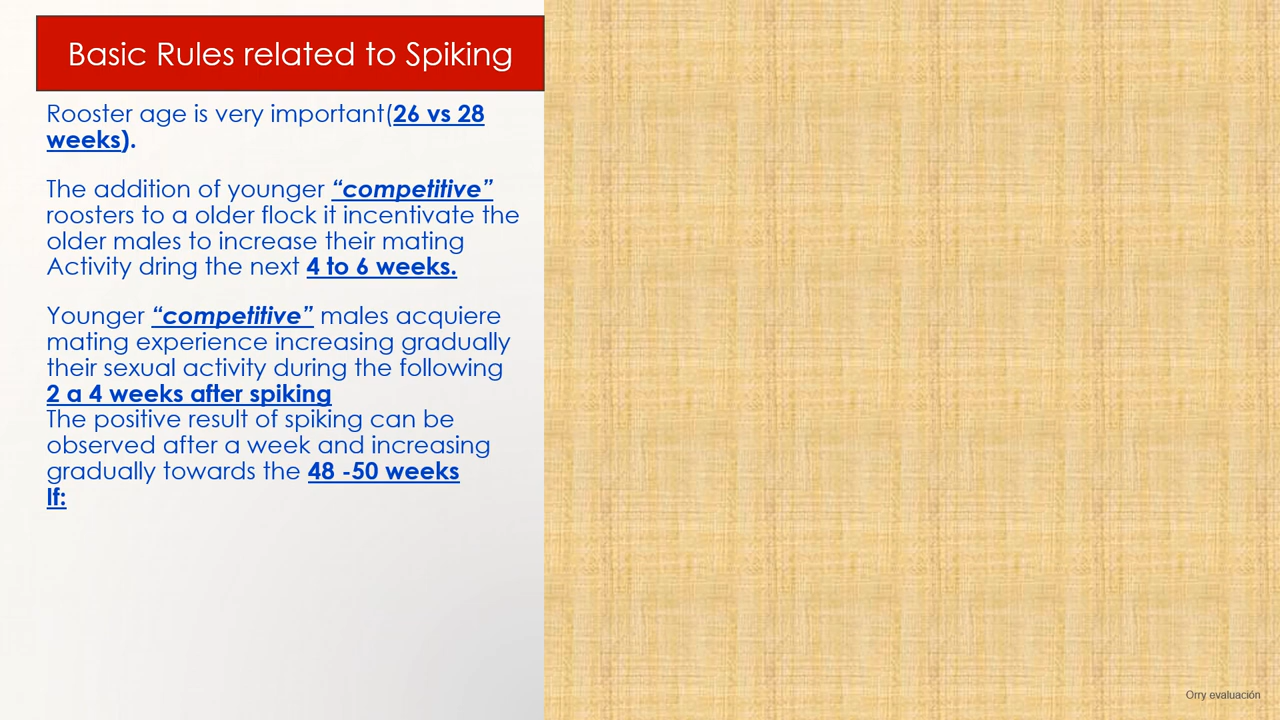 Basic Rules related to Spiking
Rooster age is very important(26 vs 28
weeks).
The addition of younger “competitive”
roosters to a older flock it incentivate the
older males to increase their mating
Activity dring the next 4 to 6 weeks.
Younger “competitive” males acquiere
mating experience increasing gradually
their sexual activity during the following
2 a 4 weeks after spiking
The positive result of spiking can be
observed after a week and increasing
gradually towards the 48 -50 weeks
If:
Orry evaluación